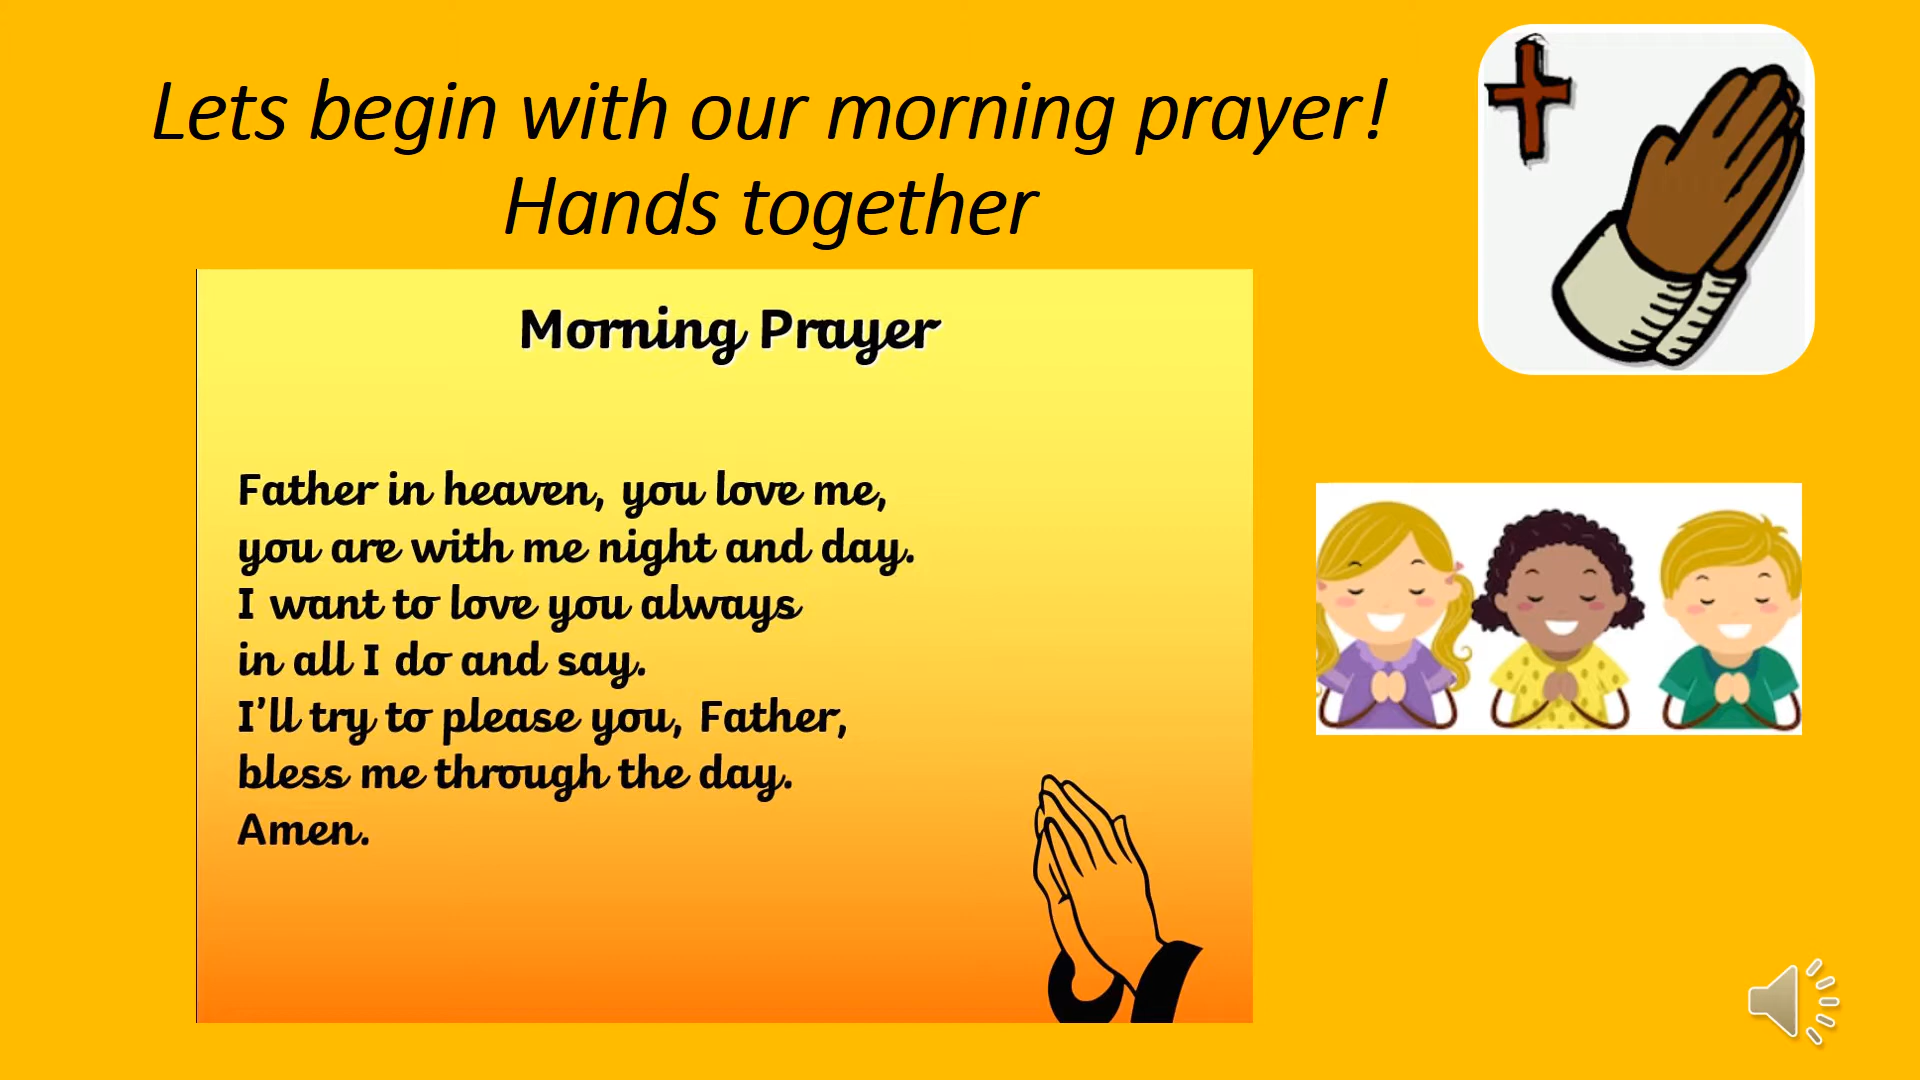 Lets begin with our morning prayer!
Hands together
Morning Prayer
Father in heaven, you love me,
you are with me night and day.
I want to love you always
in all I do and say.
I'll try to please you, Father,
bless me through the day.
Amen.